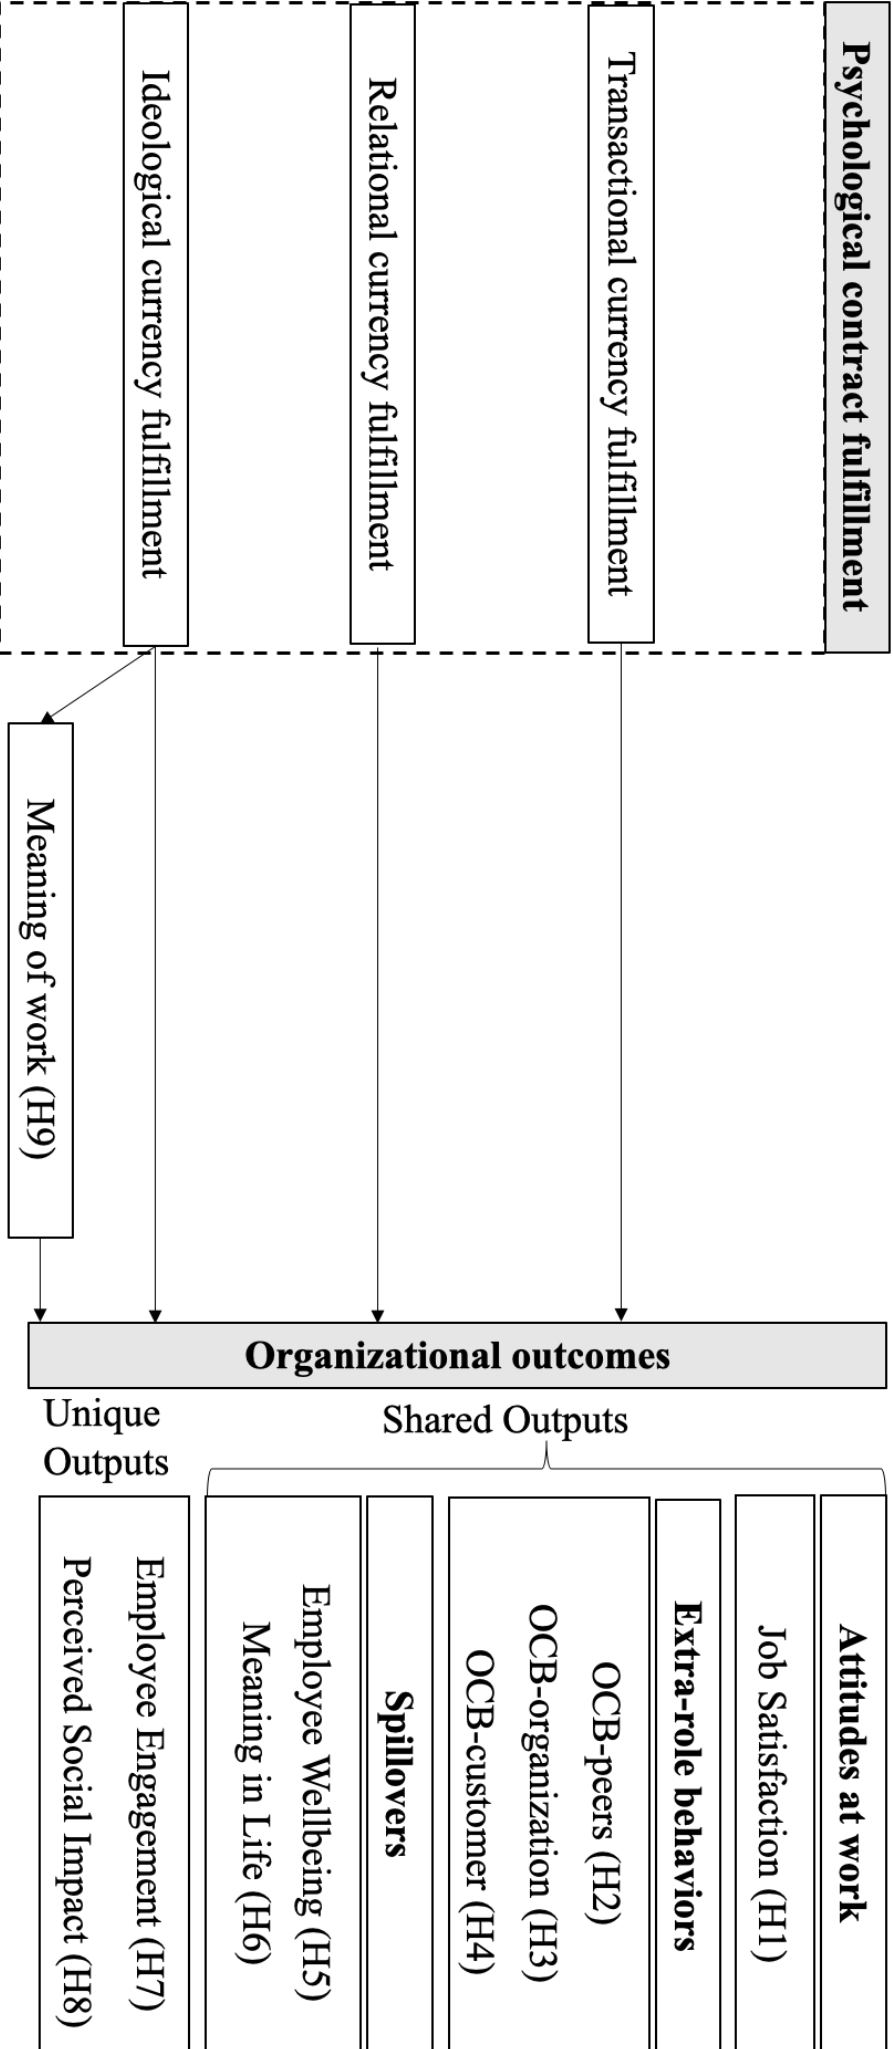 Psychological contract fulfillment
Transactional currency fulfillment
Relational currency fulfillment
Ideological currency fulfillment
Meaning of work (H9)
Organizational outcomes
Shared Outputs
Attitudes at work
Job Satisfaction (H1)
Extra-role behaviors
OCB-peers (H2)
OCB-organization (H3)
OCB-customer (H4)
Spillovers
Employee Wellbeing (H5)
Meaning in Life (H6)
Unique
Outputs
Employee Engagement (H7)
Perceived Social Impact (H8)